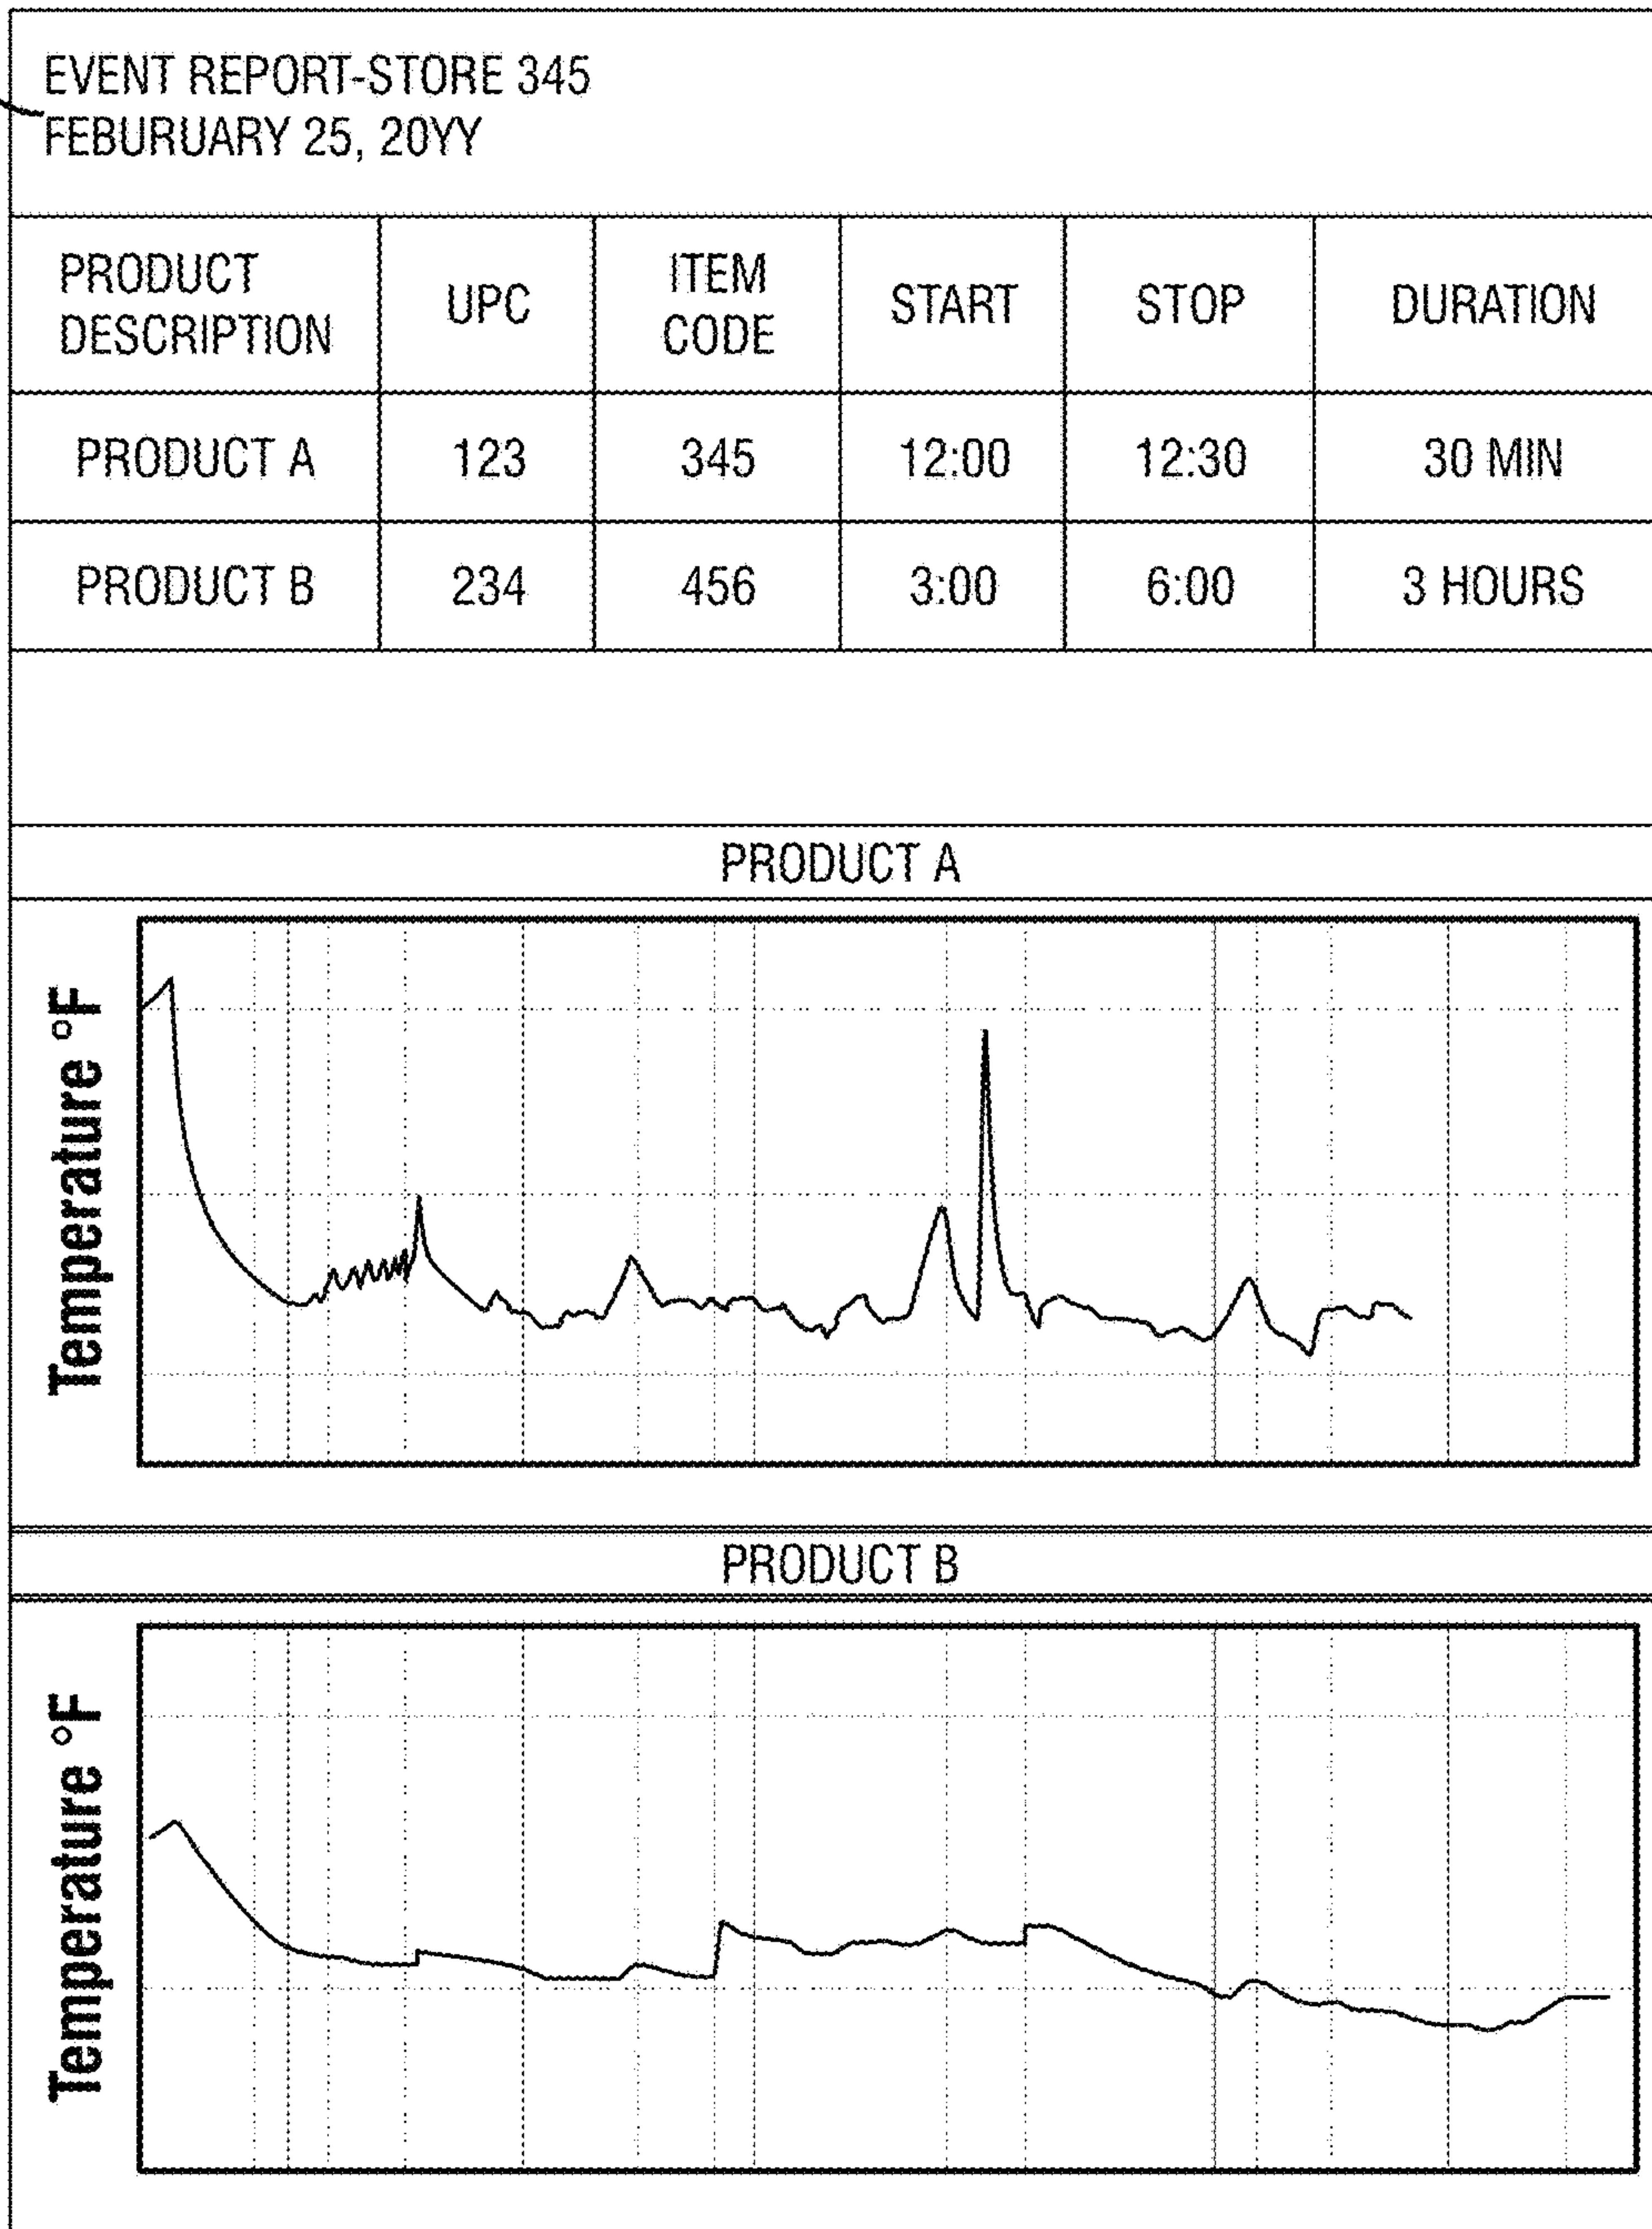 EVENT REPORT-STORE 345
FEBURUARY 25, 20YY
PRODUCT DESCRIPTION UPC ITEM CODE START STOP DURATION
PRODUCT A 123 345 12:00 12:30 30 MIN
PRODUCT B 234 456 3:00 6:00 3 HOURS
PRODUCT A
Temperature °F
PRODUCT B
Temperature °F